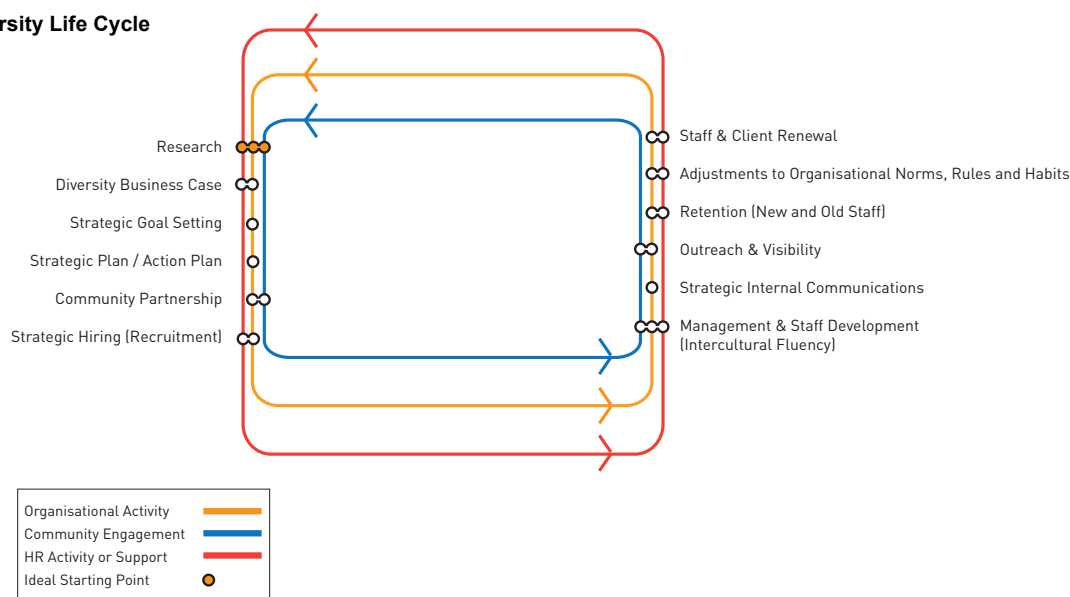 rsity Life Cycle
Research
Diversity Business Case
Strategic Goal Setting
Strategic Plan / Action Plan
Community Partnership
Strategic Hiring (Recruitment)
Staff & Client Renewal
Adjustments to Organisational Norms, Rules and Habits
Retention (New and Old Staff)
Outreach & Visibility
Strategic Internal Communications
Management & Staff Development
(Intercultural Fluency)
Organisational Activity
Community Engagement
HR Activity or Support
Ideal Starting Point